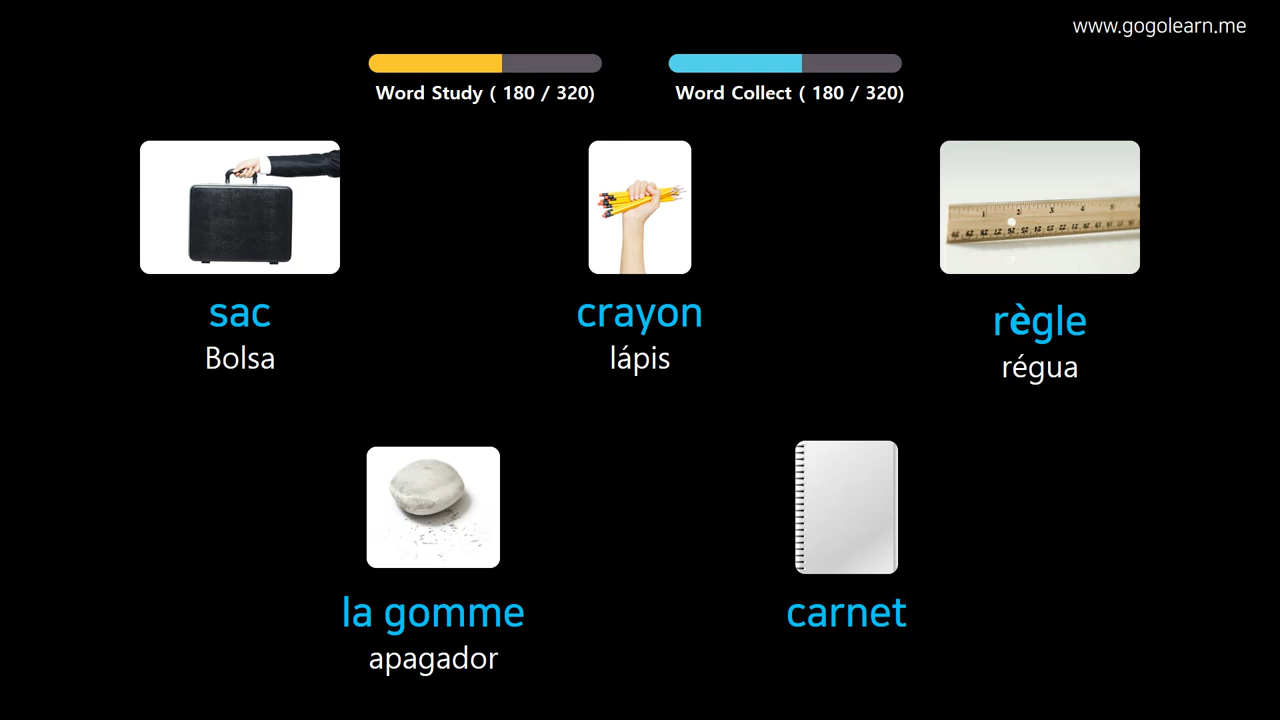 www.gogolearn.me
Word Study ( 180 / 320)
Word Collect ( 180 / 320)
sac
Bolsa
crayon
lápis
règle
régua
la gomme
apagador
carnet